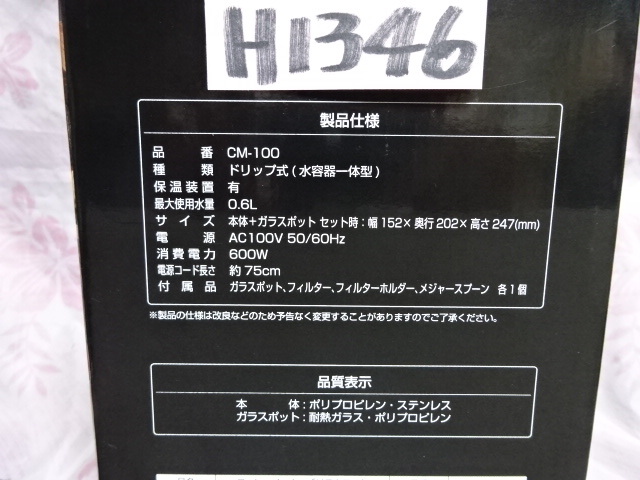 H1346
製品仕様
品番 CM-100
種類 ドリップ式(水容器一体型)
保温装置 有
最大使用水量 0.6L
サイズ 本体+ガラスポット セット時:幅152×奥行202×高さ247(mm)
電源 AC100V 50/60Hz
消費電力 600W
電源コード長さ 約75cm
付属品 ガラスポット、フィルター、フィルターホルダー、メジャースプーン 各1個
※製品の仕様は改良などのため予告なく変更することがありますのでご了承ください。
品質表示
本体:ポリプロピレン・ステンレス
ガラスポット:耐熱ガラス・ポリプロピレン